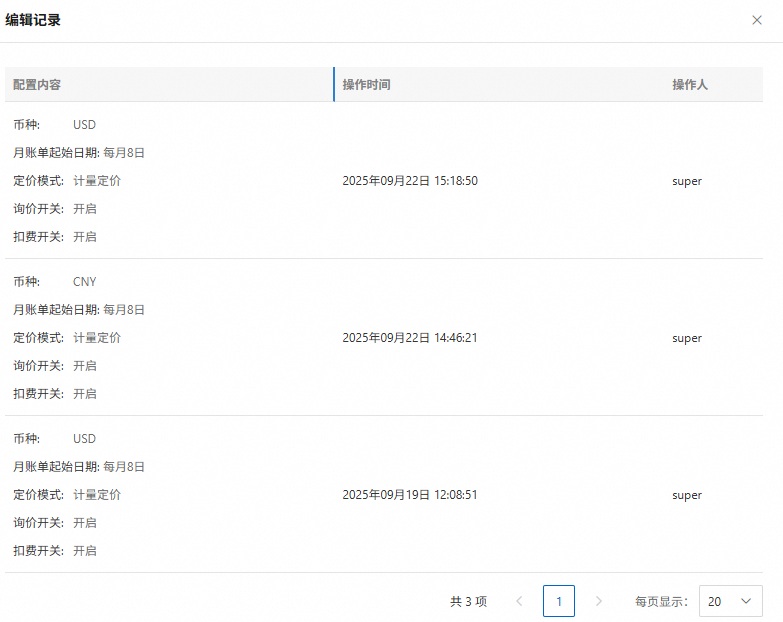 编辑记录
配置内容 操作时间 操作人
币种: USD
月账单起始日期: 每月8日
定价模式: 计量定价 2025年09月22日 15:18:50 super
询价开关: 开启
扣费开关: 开启
币种: CNY
月账单起始日期: 每月8日
定价模式: 计量定价 2025年09月22日 14:46:21 super
询价开关: 开启
扣费开关: 开启
币种: USD
月账单起始日期: 每月8日
定价模式: 计量定价 2025年09月19日 12:08:51 super
询价开关: 开启
扣费开关: 开启
共 3 项 1 每页显示： 20